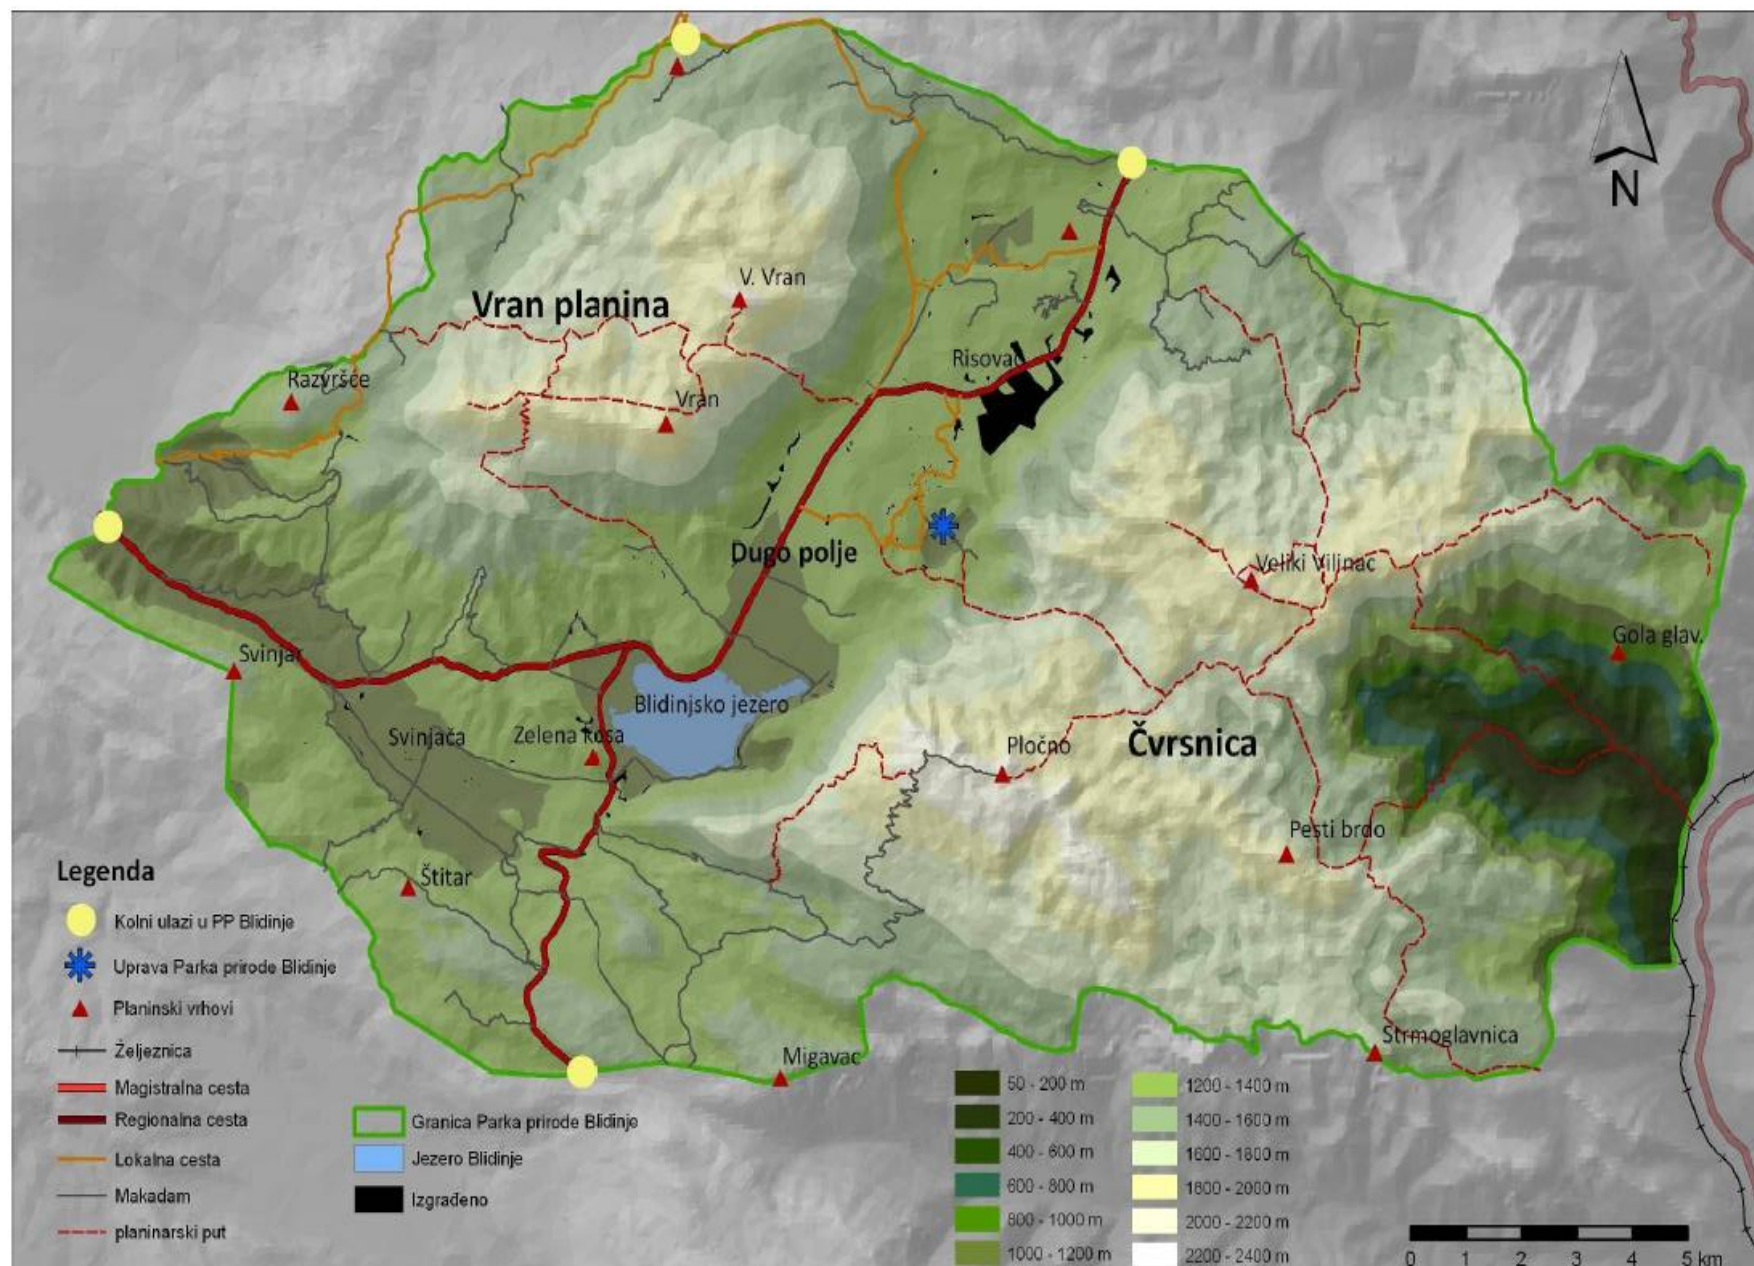 N
V. Vran
Vran planina
Risovac
Razvršće
Vran
Dugo polje
Veliki Vilinac
Gola glav.
Svinjar
Blidinjsko jezero
Svinjača
Zelena kosa
Pločno
Čvrsnica
Pesti brdo
Štitar
Strmoglavnica
Migavac
Legenda
Kolni ulazi u PP Blidinje
Uprava Parka prirode Blidinje
Planinski vrhovi
Željeznica
Magistralna cesta
Regionalna cesta
Lokalna cesta
Makadam
planinarski put
Granica Parka prirode Blidinje
Jezero Blidinje
Izgrađeno
50 - 200 m
200 - 400 m
400 - 600 m
600 - 800 m
800 - 1000 m
1000 - 1200 m
1200 - 1400 m
1400 - 1600 m
1600 - 1800 m
1800 - 2000 m
2000 - 2200 m
2200 - 2400 m
0 1 2 3 4 5 km